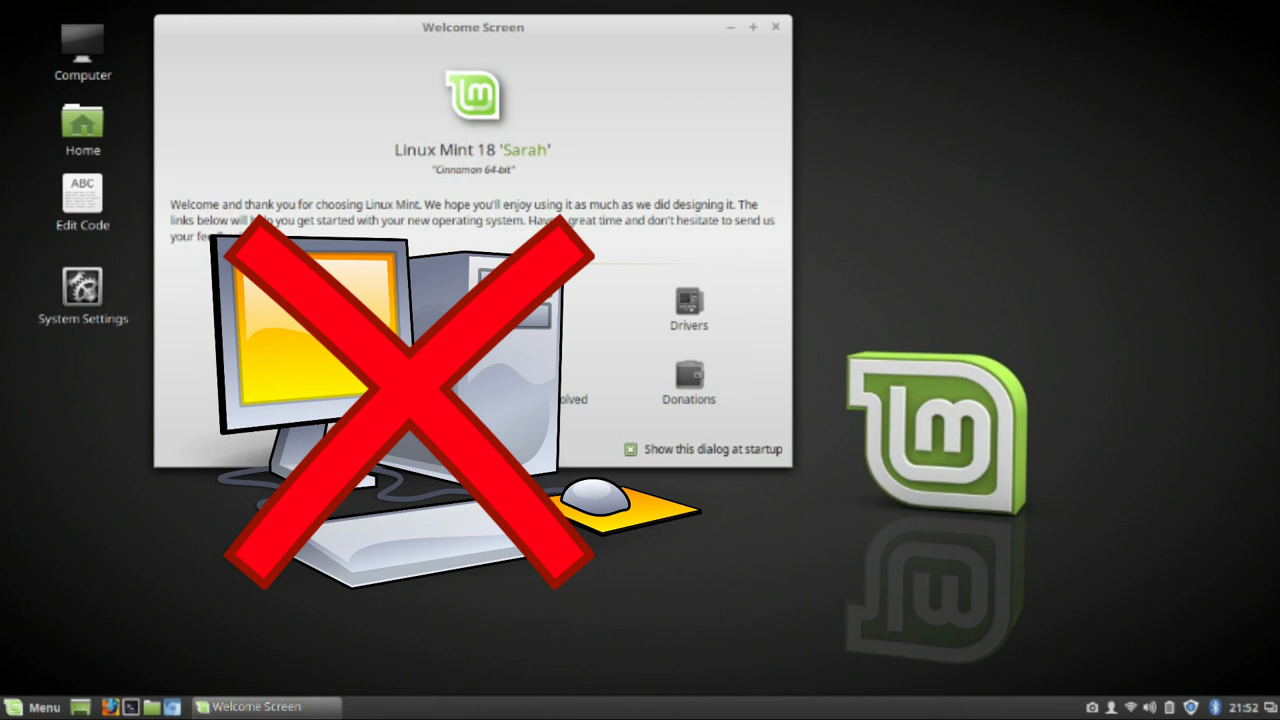 Welcome Screen
Computer
Home
ABC
Edit Code
System Settings
lm
Linux Mint 18 'Sarah'
"Cinnamon 64-bit"
Welcome and thank you for choosing Linux Mint. We hope you'll enjoy using it as much as we did designing it. The
links below will you get started with your new operating system. great time and don't hesitate to send us
your
Drivers
Donations
Show this dialog at startup
lm
Menu
Welcome Screen
21:52